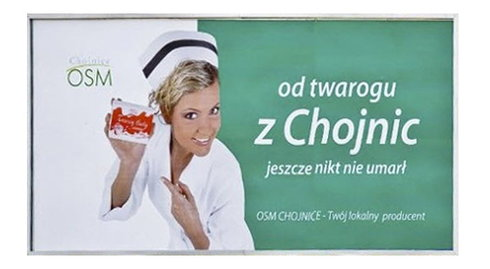 Chojnice
OSM
od twarogu
z Chojnic
jeszcze nikt nie umarł
OSM CHOJNICE - Twój lokalny producent